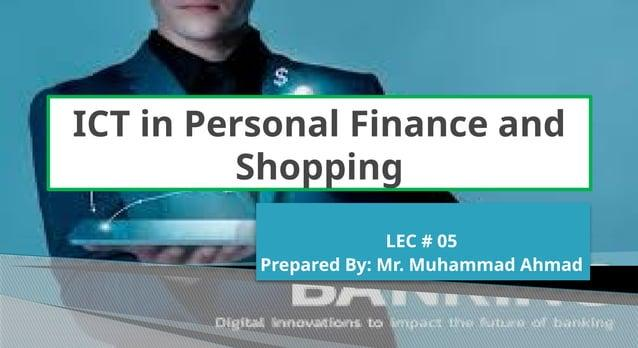 $
ICT in Personal Finance and
Shopping
LEC # 05
Prepared By: Mr. Muhammad Ahmad
BANKING
Digital innovations to impact the future of banking